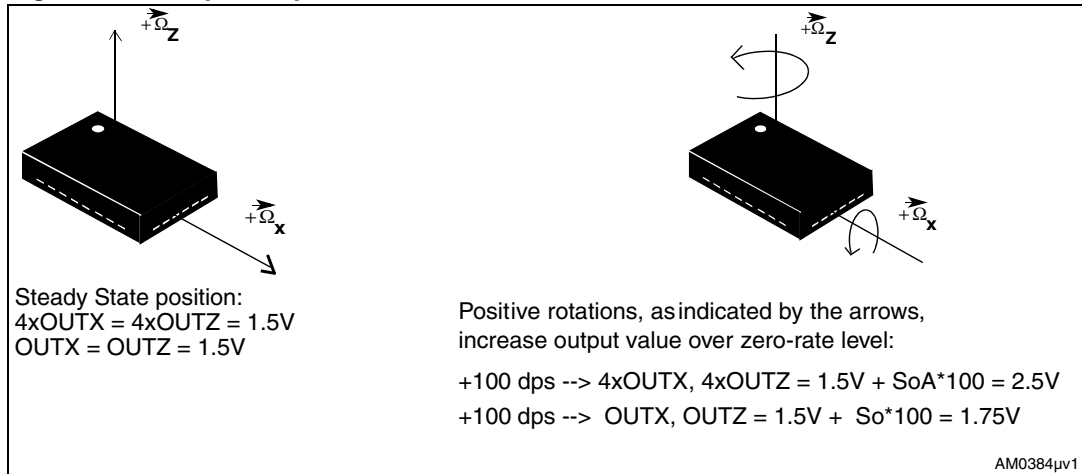 +Ω Z
+Ω x
Steady State position:
4xOUTX = 4xOUTZ = 1.5V
OUTX = OUTZ = 1.5V
+Ω Z
+Ω x
Positive rotations, as indicated by the arrows,
increase output value over zero-rate level:
+100 dps --> 4xOUTX, 4xOUTZ = 1.5V + SoA*100 = 2.5V
+100 dps --> OUTX, OUTZ = 1.5V + So*100 = 1.75V
AM0384µv1